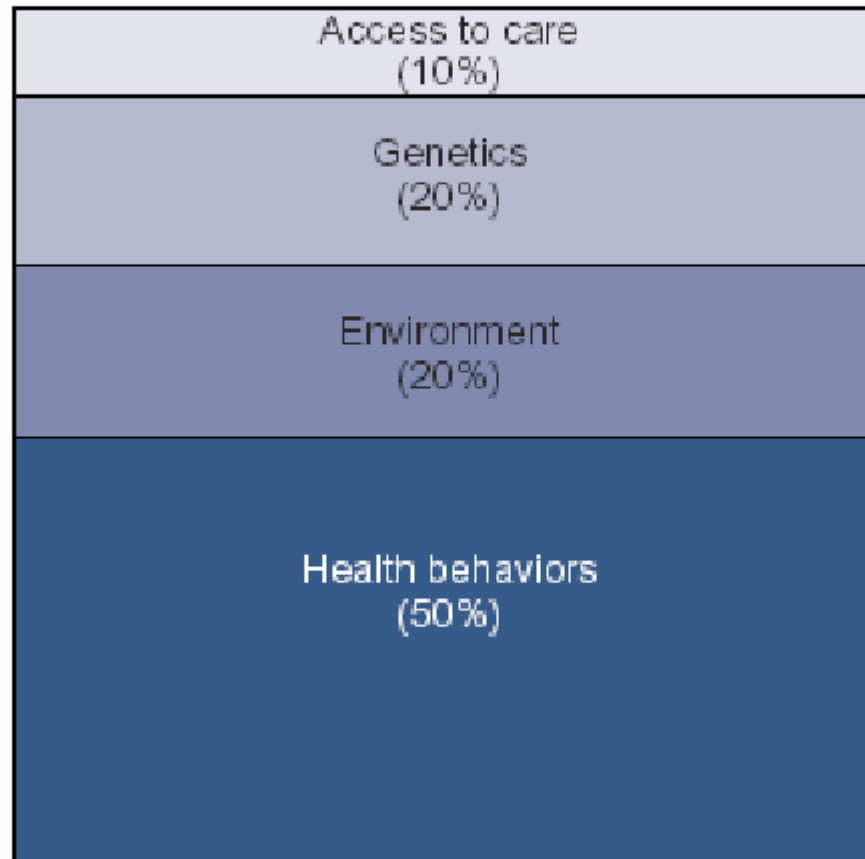 Access to care
(10%)
Genetics
(20%)
Environment
(20%)
Health behaviors
(50%)